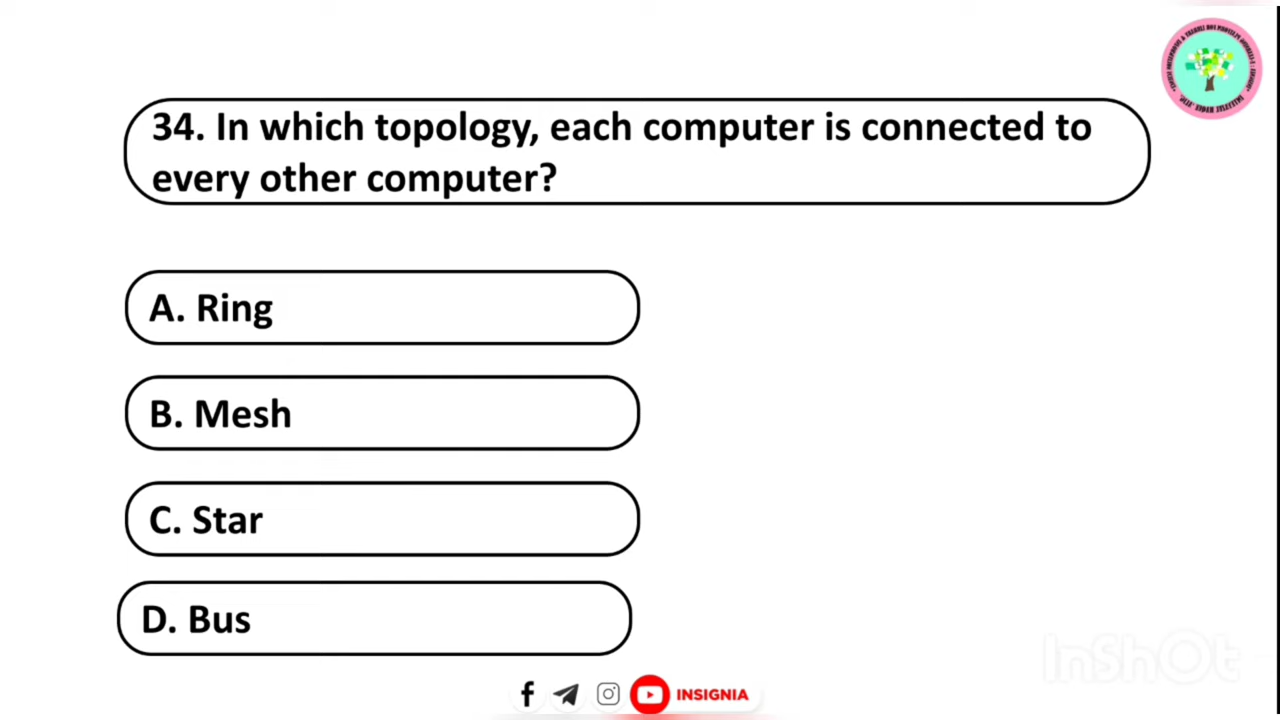 34. In which topology, each computer is connected to
every other computer?
A. Ring
B. Mesh
C. Star
D. Bus
INSIGNIA
InShOt